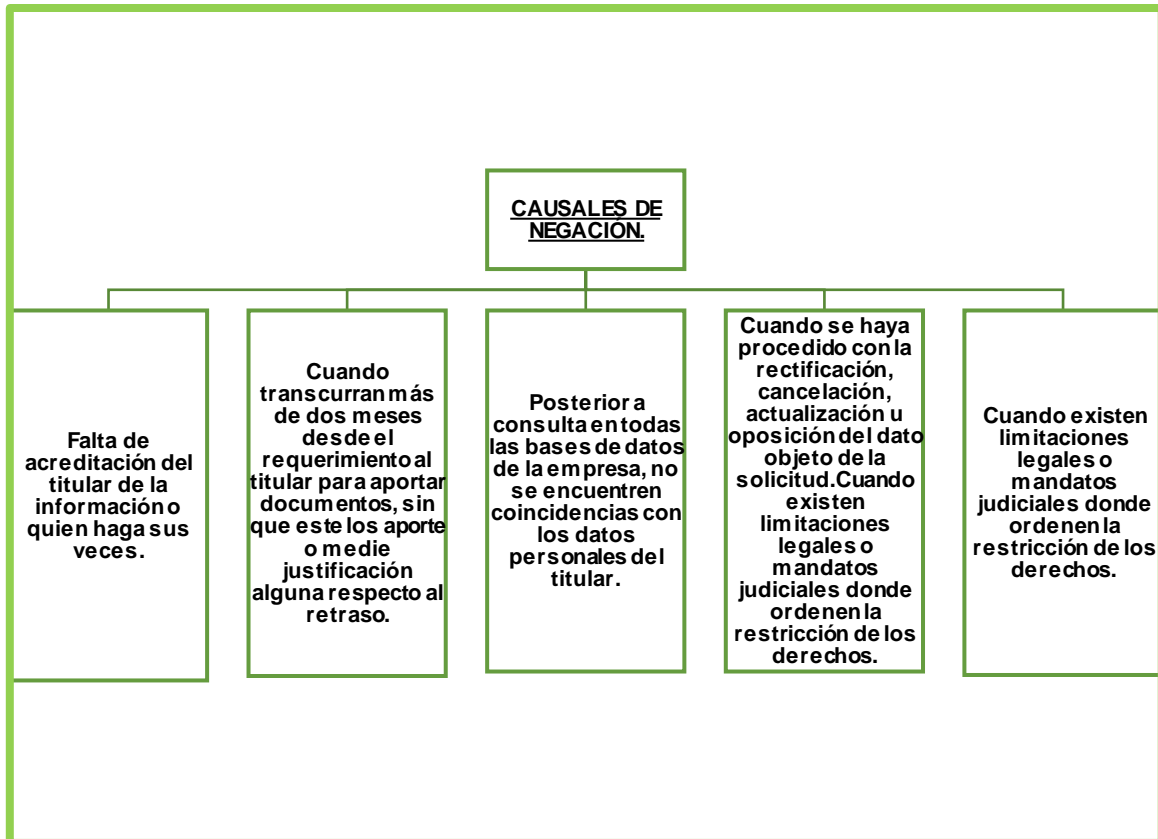 CAUSALES DE
NEGACIÓN.
Falta de
acreditación del
titular de la
información o
quien haga sus
veces.
Cuando
transcurran más
de dos meses
desde el
requerimiento al
titular para aportar
documentos, sin
que este los aporte
o medie
justificación
alguna respecto al
retraso.
Posterior a
consulta en todas
las bases de datos
de la empresa, no
se encuentren
coincidencias con
los datos
personales del
titular.
Cuando se haya
procedido con la
rectificación,
cancelación,
actualización u
oposición del dato
objeto de la
solicitud.Cuando
existen
limitaciones
legales o
mandatos
judiciales donde
ordenen la
restricción de los
derechos.
Cuando existen
limitaciones
legales o
mandatos
judiciales donde
ordenen la
restricción de los
derechos.